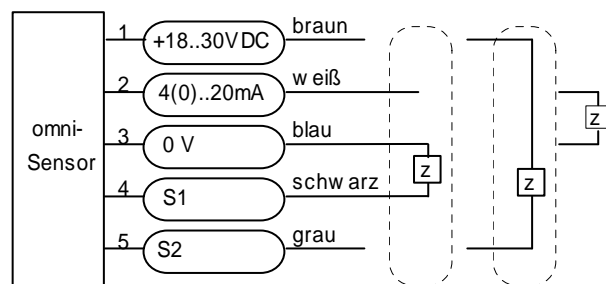 omni-
Sensor
1 +18..30VDC braun
2 4(0)..20mA weiß
3 0 V blau
4 S1 schwarz
5 S2 grau
z
z
z